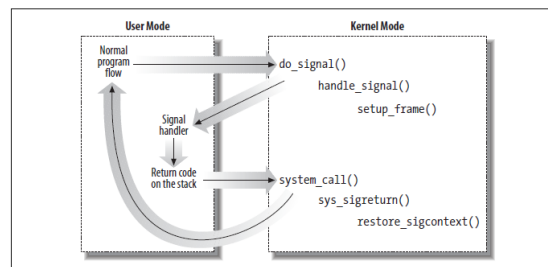 User Mode
Kernel Mode
Normal
program
flow
do_signal()
handle_signal()
setup_frame()
Signal
handler
Return code
on the stack
system_call()
sys_sigreturn()
restore_sigcontext()